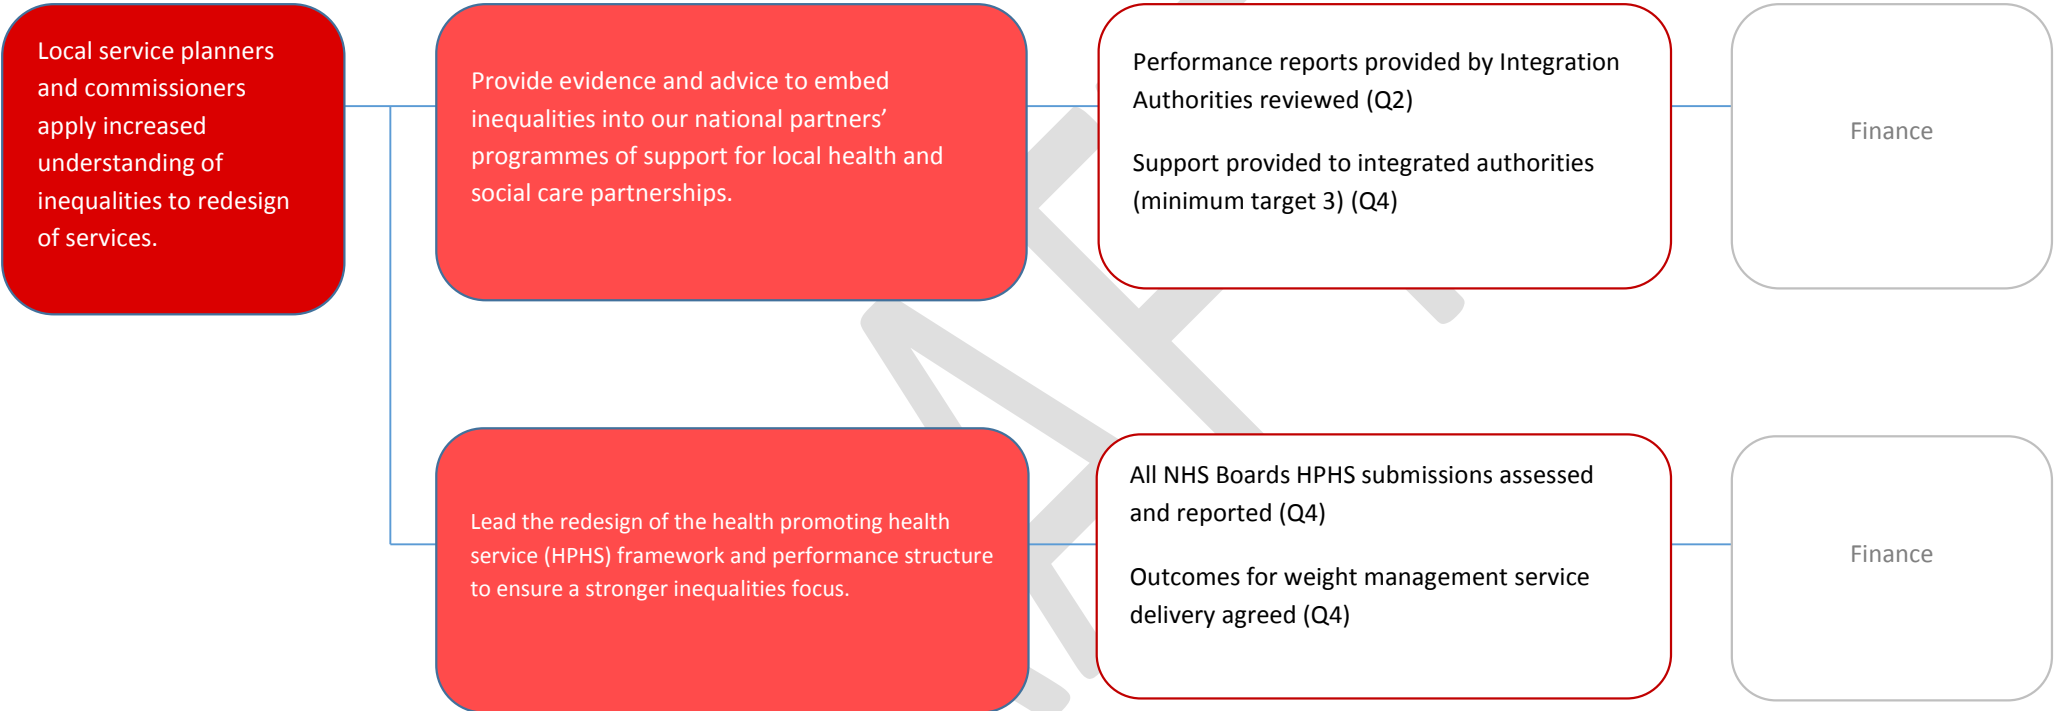 Local service planners
and commissioners
apply increased
understanding of
inequalities to redesign
of services.
Provide evidence and advice to embed
inequalities into our national partners’
programmes of support for local health and
social care partnerships.
Performance reports provided by Integration
Authorities reviewed (Q2)
Support provided to integrated authorities
(minimum target 3) (Q4)
Finance
Lead the redesign of the health promoting health
service (HPHS) framework and performance structure
to ensure a stronger inequalities focus.
All NHS Boards HPHS submissions assessed
and reported (Q4)
Outcomes for weight management service
delivery agreed (Q4)
Finance